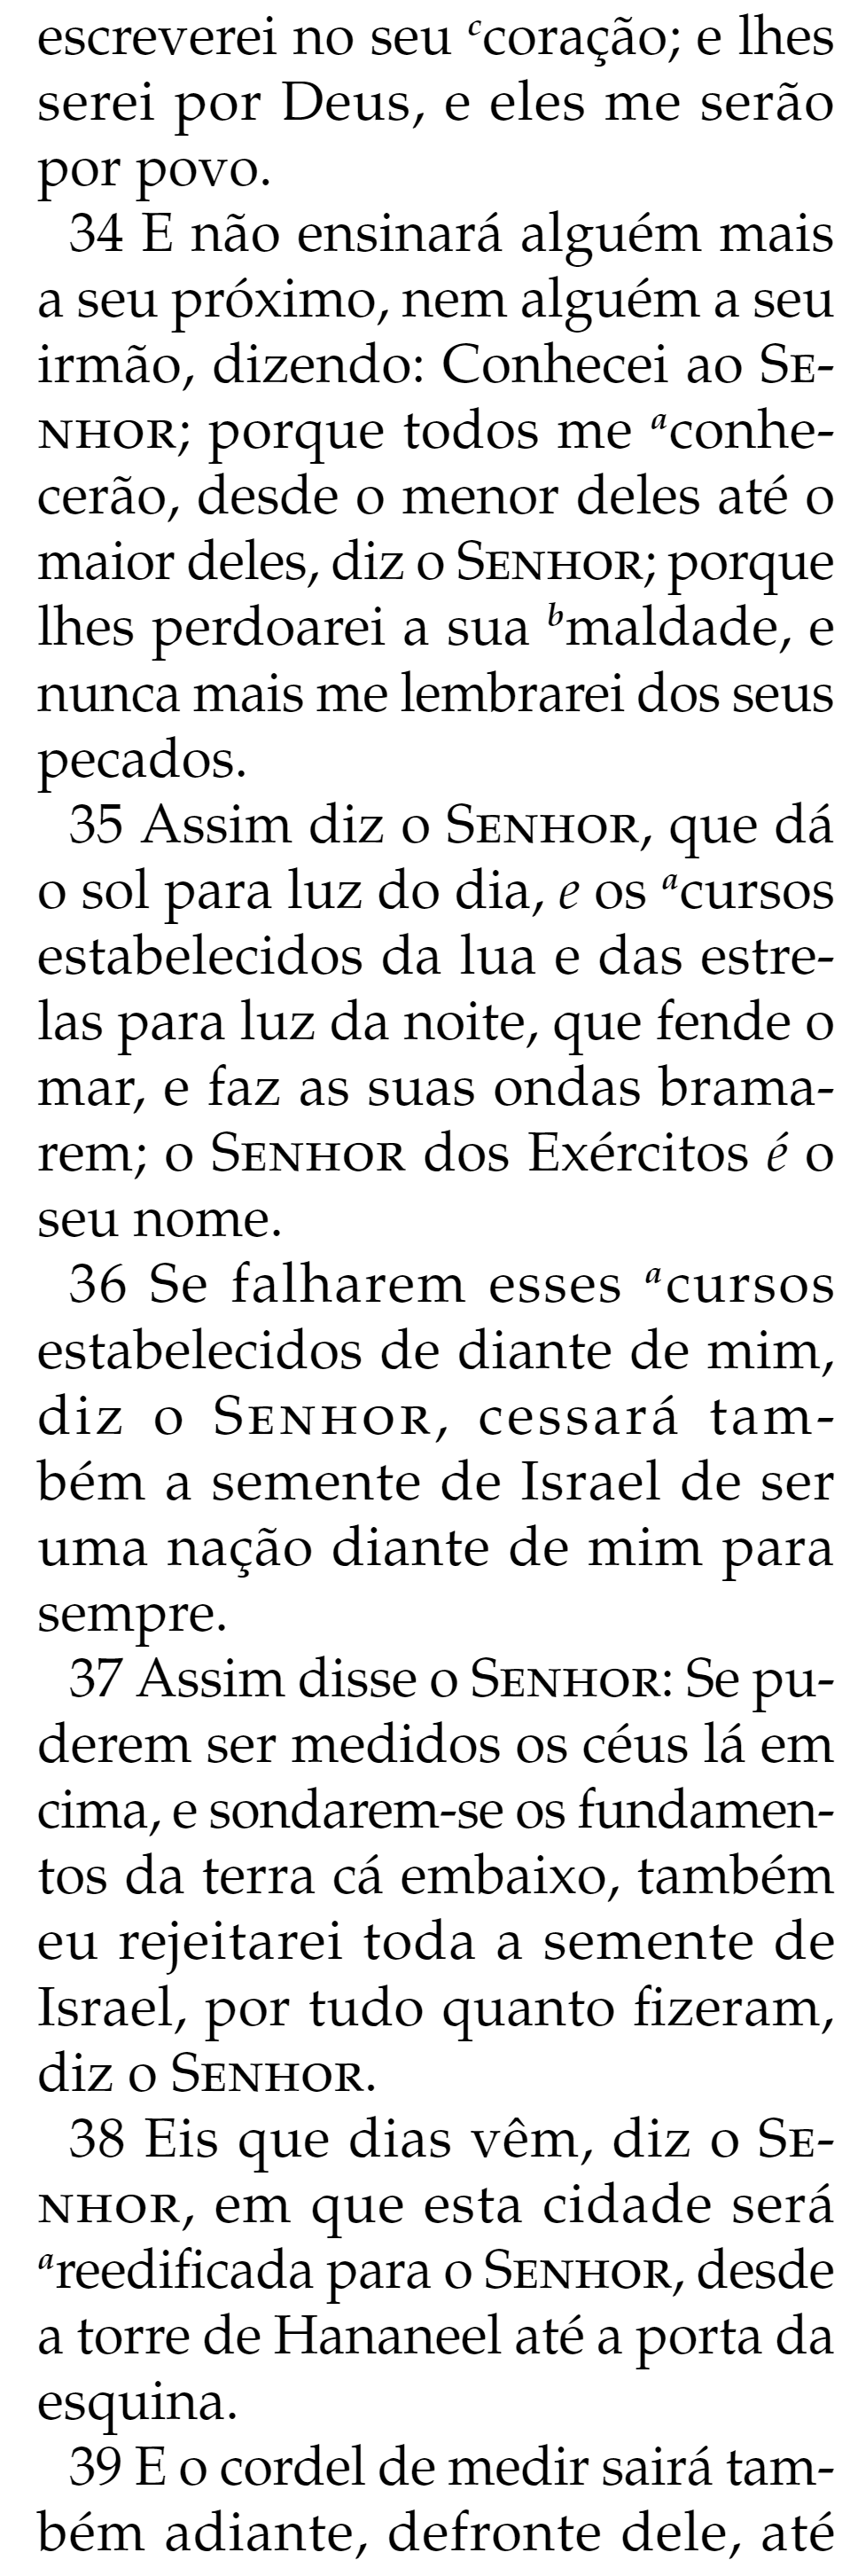 escreverei no seu ᶜcoração; e lhes
serei por Deus, e eles me serão
por povo.
34 E não ensinará alguém mais
a seu próximo, nem alguém a seu
irmão, dizendo: Conhecei ao SE-
NHOR; porque todos me ᵃconhe-
cerão, desde o menor deles até o
maior deles, diz o SENHOR; porque
lhes perdoarei a sua ᵇmaldade, e
nunca mais me lembrarei dos seus
pecados.
35 Assim diz o SENHOR, que dá
o sol para luz do dia, e os ᵃcursos
estabelecidos da lua e das estre-
las para luz da noite, que fende o
mar, e faz as suas ondas brama-
rem; o SENHOR dos Exércitos é o
seu nome.
36 Se falharem esses ᵃcursos
estabelecidos de diante de mim,
diz o SENHOR, cessará tam-
bém a semente de Israel de ser
uma nação diante de mim para
sempre.
37 Assim disse o SENHOR: Se pu-
derem ser medidos os céus lá em
cima, e sondarem-se os fundamen-
tos da terra cá embaixo, também
eu rejeitarei toda a semente de
Israel, por tudo quanto fizeram,
diz o SENHOR.
38 Eis que dias vêm, diz o SE-
NHOR, em que esta cidade será
ᵃreedificada para o SENHOR, desde
a torre de Hananeel até a porta da
esquina.
39 E o cordel de medir sairá tam-
bém adiante, defronte dele, até